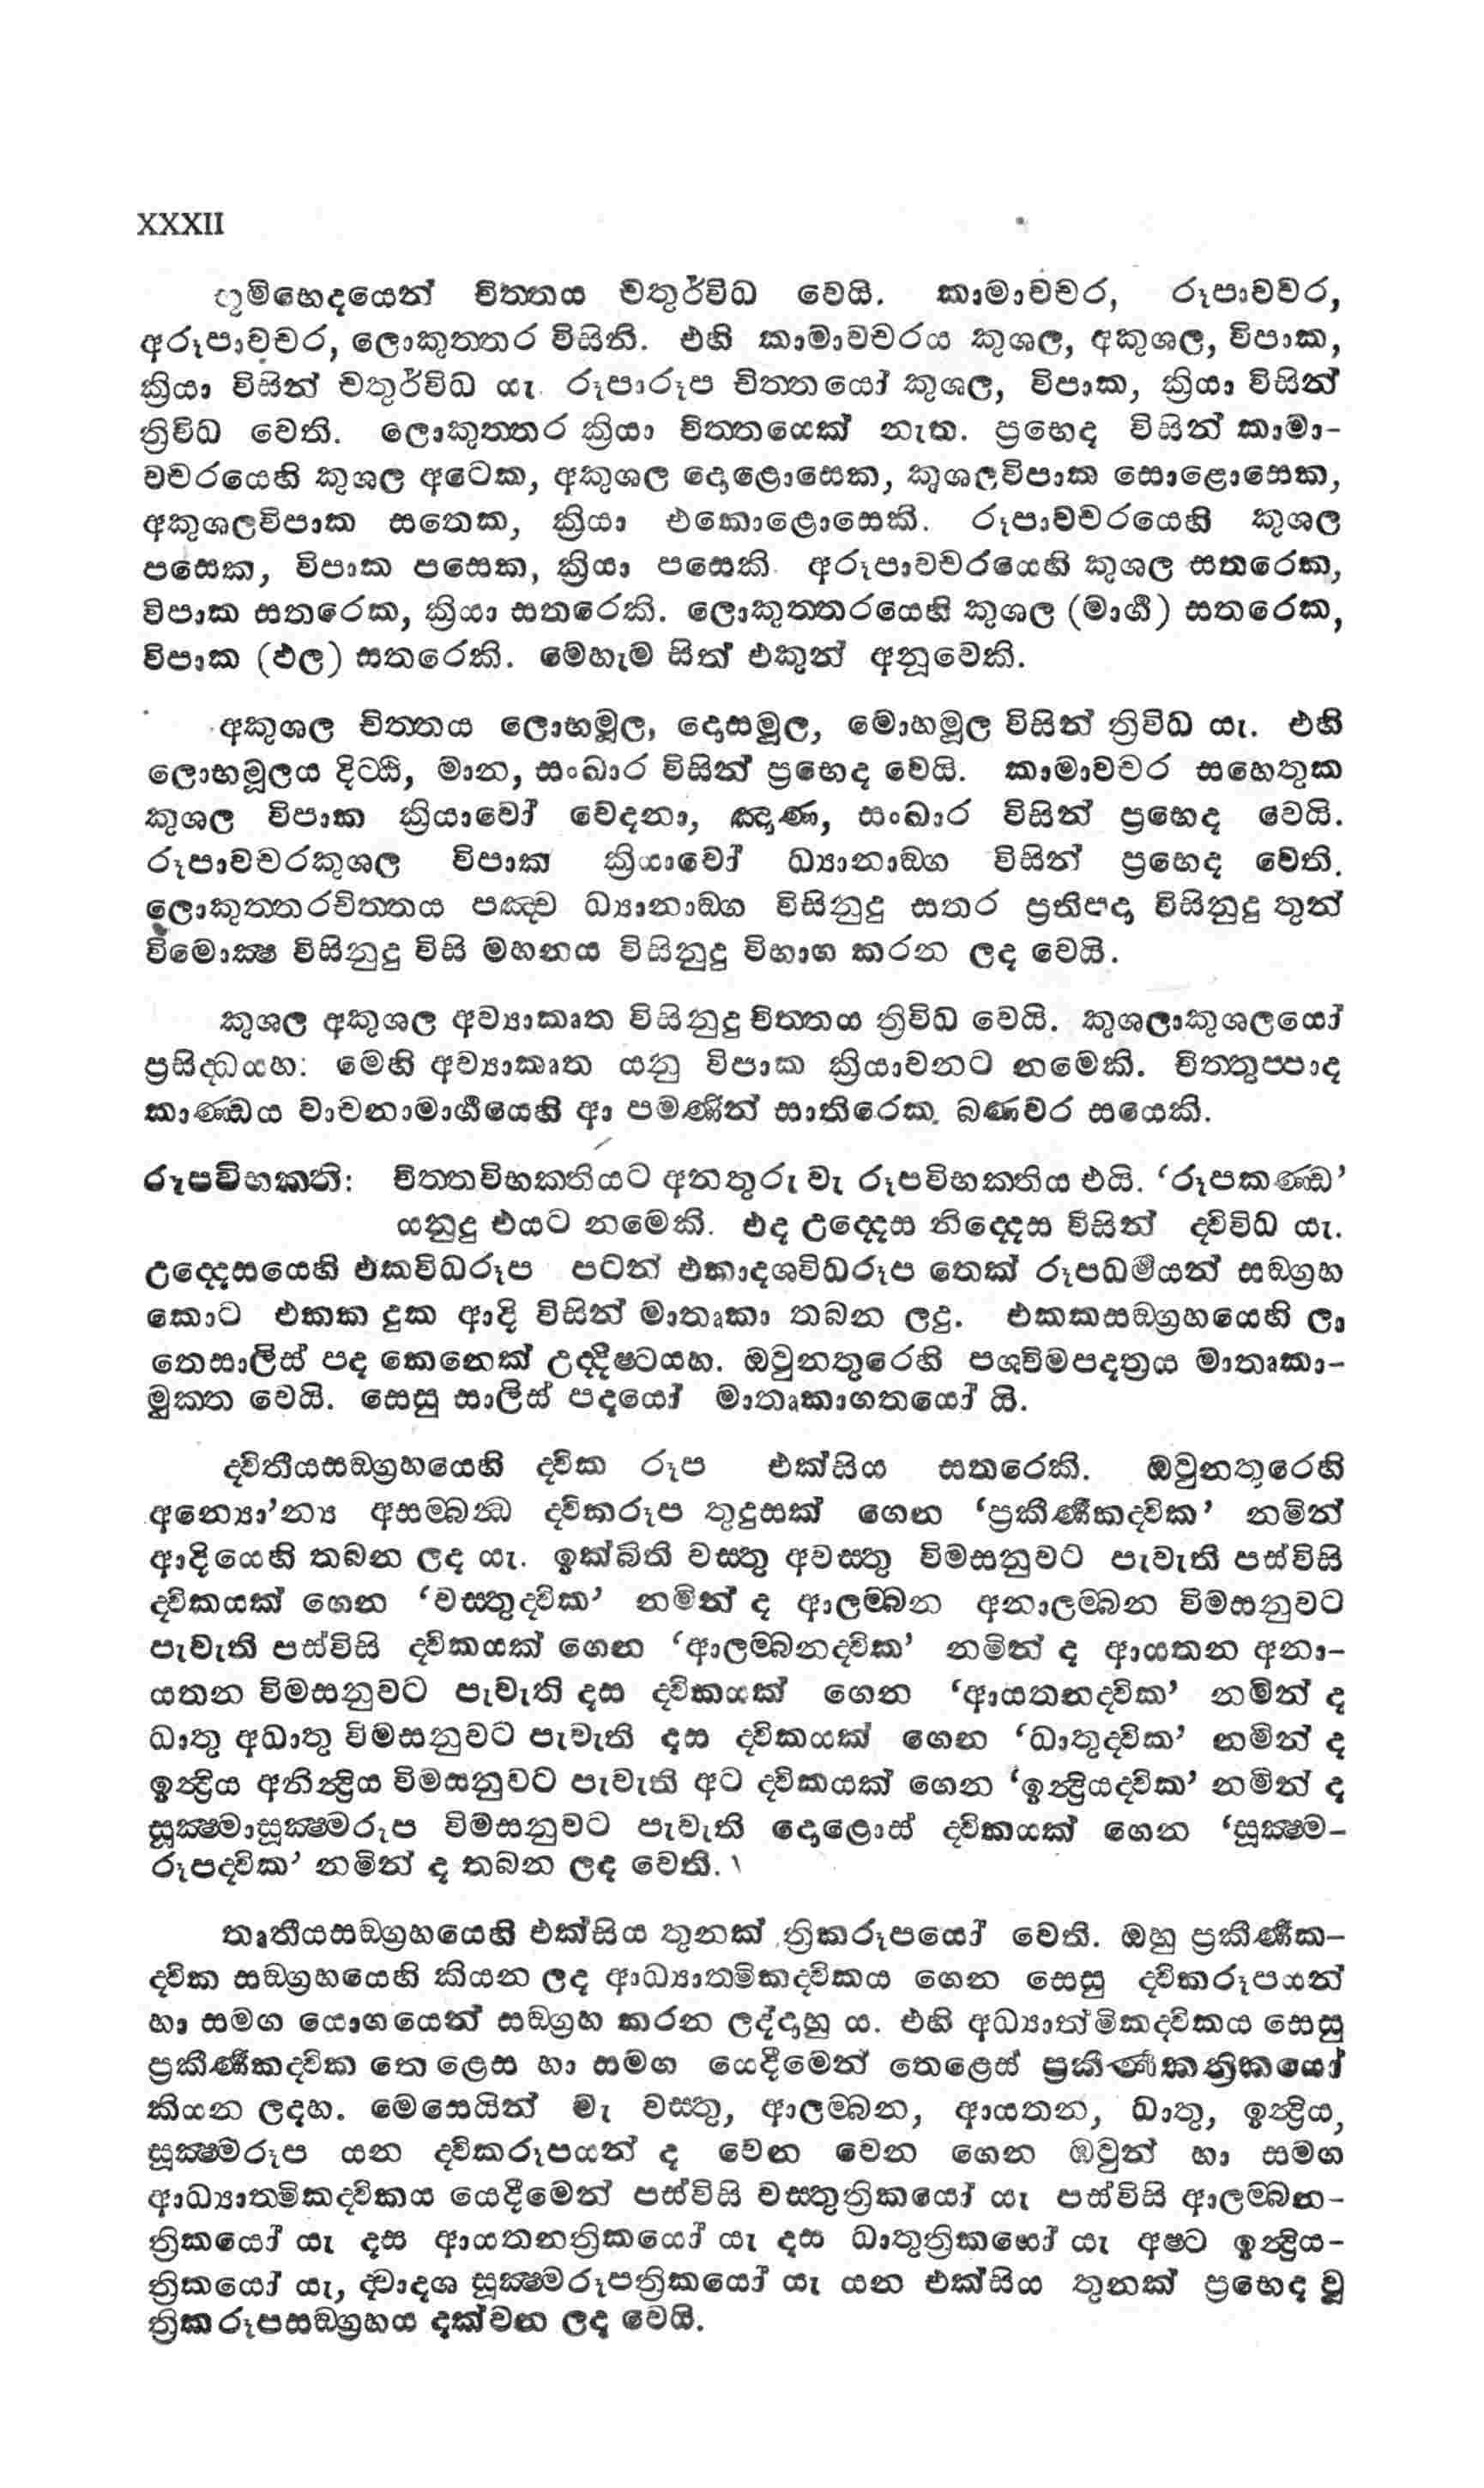 XXXII
භූමිභෙදයෙන් චිත්තය චතුර්විධ වෙයි. කාමාවචර, රූපාවචර,
අරූපාවචර, ලොකුත්තර විසිනි. එහි කාමාවචරය කුශල, අකුශල, විපාක,
ක්‍රියා විසින් චතුර්විධ යැ. රූපාරූප චිත්තයෝ කුශල, විපාක, ක්‍රියා විසින්
ත්‍රිවිධ වෙති. ලොකුත්තර ක්‍රියා චිත්තයෙක් නැත. ප්‍රභෙද විසින් කාමා-
වචරයෙහි කුශල අටෙක, අකුශල දොළොසෙක, කුශලවිපාක සොළොසෙක,
අකුශලවිපාක සතෙක, ක්‍රියා එකොළොසෙකි. රූපාවචරයෙහි කුශල
පසෙක, විපාක පසෙක, ක්‍රියා පසෙකි. අරූපාවචරයෙහි කුශල සතරෙක,
විපාක සතරෙක, ක්‍රියා සතරෙකි. ලොකුත්තරයෙහි කුශල (මාර්ග) සතරෙක,
විපාක (ඵල) සතරෙකි. මෙහැම සිත් එකුන් අනූවෙකි.
අකුශල චිත්තය ලොභමූල, දොසමූල, මොහමූල විසින් ත්‍රිවිධ යැ. එහි
ලොභමූලය දිට්ඨි, මාන, සංඛාර විසින් ප්‍රභෙද වෙයි. කාමාවචර සහෙතුක
කුශල විපාක ක්‍රියාවෝ වෙදනා, ඤාණ, සංඛාර විසින් ප්‍රභෙද වෙයි.
රූපාවචරකුශල විපාක ක්‍රියාවෝ ධ්‍යානාඞ්ග විසින් ප්‍රභෙද වෙති.
ලොකුත්තරචිත්තය පඤ්ච ධ්‍යානාඞ්ග විසිනුදු සතර ප්‍රතිපදා විසිනුදු තුන්
විමොක්‍ෂ විසිනුදු විසි මහනය විසිනුදු විභාග කරන ලද වෙයි.
කුශල අකුශල අව්‍යාකෘත විසිනුදු චිත්තය ත්‍රිවිධ වෙයි. කුශලාකුශලයෝ
ප්‍රසිද්ධයහ: මෙහි අව්‍යාකෘත යනු විපාක ක්‍රියාවනට නමෙකි. චිත්තුප්පාද
කාණ්ඩය වාචනාමාර්ගයෙහි ආ පමණින් සාතිරෙක බණවර සයෙකි.
රූපවිභක්ති: චිත්තවිභක්තියට අනතුරු වැ රූපවිභක්තිය එයි. ‘රූපකණ්ඩ’
යනුදු එයට නමෙකි. එද උද්දෙස නිද්දෙස විසින් ද්විවිධ යැ.
උද්දෙසයෙහි එකවිධරූප පටන් එකාදශවිධරූප තෙක් රූපධර්මයන් සඞ්ග්‍රහ
කොට එකක දුක ආදි විසින් මාතෘකා තබන ලදු. එකකසඞ්ග්‍රහයෙහි ලා
තෙසාලිස් පද කෙනෙක් උද්දිෂ්ටයහ. ඔවුනතුරෙහි පශ්චිමපදත්‍රය මාතෘකා-
මුක්ත වෙයි. සෙසු සාලිස් පදයෝ මාතෘකාගතයෝ යි.
ද්විතීයසඞ්ග්‍රහයෙහි ද්වික රූප එක්සිය සතරෙකි. ඔවුනතුරෙහි
අන්‍යො’න්‍ය අසම්බන්ධ ද්විකරූප තුදුසක් ගෙන ‘ප්‍රකීර්ණකද්වික’ නමින්
ආදියෙහි තබන ලද යැ. ඉක්බිති වස්තු අවස්තු විමසනුවට පැවැති පස්විසි
ද්විකයක් ගෙන ‘වස්තුද්වික’ නමින් ද ආලම්බන අනාලම්බන විමසනුවට
පැවැති පස්විසි ද්විකයක් ගෙන ‘ආලම්බනද්වික’ නමින් ද ආයතන අනා-
යතන විමසනුවට පැවැති දස ද්විකයක් ගෙන ‘ආයතනද්වික’ නමින් ද
ධාතු අධාතු විමසනුවට පැවැති දස ද්විකයක් ගෙන ‘ධාතුද්වික’ නමින් ද
ඉන්ද්‍රිය අනින්ද්‍රිය විමසනුවට පැවැති අට ද්විකයක් ගෙන ‘ඉන්ද්‍රියද්වික’ නමින් ද
සූක්‍ෂ්මාසූක්‍ෂ්මරූප විමසනුවට පැවැති දොළොස් ද්විකයක් ගෙන ‘සූක්‍ෂ්ම-
රූපද්වික’ නමින් ද තබන ලද වෙති.
තෘතීයසඞ්ග්‍රහයෙහි එක්සිය තුනක් ත්‍රිකරූපයෝ වෙති. ඔහු ප්‍රකීර්ණක-
ද්වික සඞ්ග්‍රහයෙහි කියන ලද ආධ්‍යාත්මිකද්විකය ගෙන සෙසු ද්විකරූපයන්
හා සමග යොගයෙන් සඞ්ග්‍රහ කරන ලද්දාහු ය. එහි අධ්‍යාත්මිකද්විකය සෙසු
ප්‍රකීර්ණකද්වික තෙ ළෙස හා සමග යෙදීමෙන් තෙළෙස් ප්‍රකීර්ණකත්‍රිකයෝ
කියන ලදහ. මෙසෙයින් මැ වස්තු, ආලම්බන, ආයතන, ධාතු, ඉන්ද්‍රිය,
සූක්‍ෂ්මරූප යන ද්විකරූපයන් ද වෙන වෙන ගෙන ඔවුන් හා සමග
ආධ්‍යාත්මිකද්විකය යෙදීමෙන් පස්විසි වස්තුත්‍රිකයෝ යැ පස්විසි ආලම්බන-
ත්‍රිකයෝ යැ දස ආයතනත්‍රිකයෝ යැ දස ධාතුත්‍රිකයෝ යැ අෂ්ට ඉන්ද්‍රිය-
ත්‍රිකයෝ යැ, ද්වාදශ සූක්‍ෂ්මරූපත්‍රිකයෝ යැ යන එක්සිය තුනක් ප්‍රභෙද වූ
ත්‍රිකරූපසඞ්ග්‍රහය දක්වන ලද වෙයි.